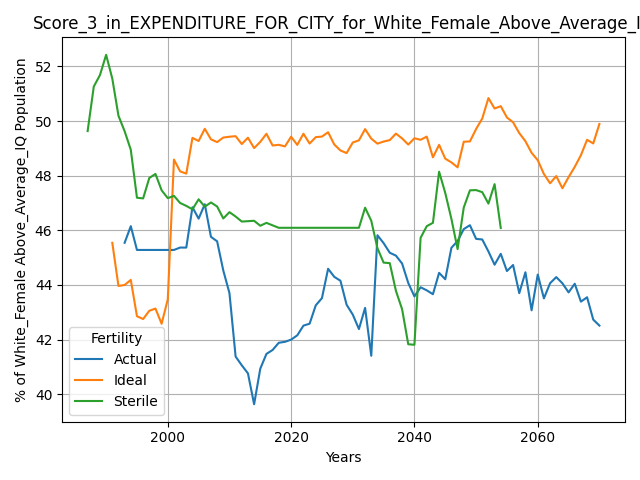 Score_3_in_EXPENDITURE_FOR_CITY_for_White_Female_Above_Average_I
% of White_Female Above_Average_IQ Population
52
50
48
46
44
42
40
Fertility
Actual
Ideal
Sterile
2000
2020
2040
2060
Years